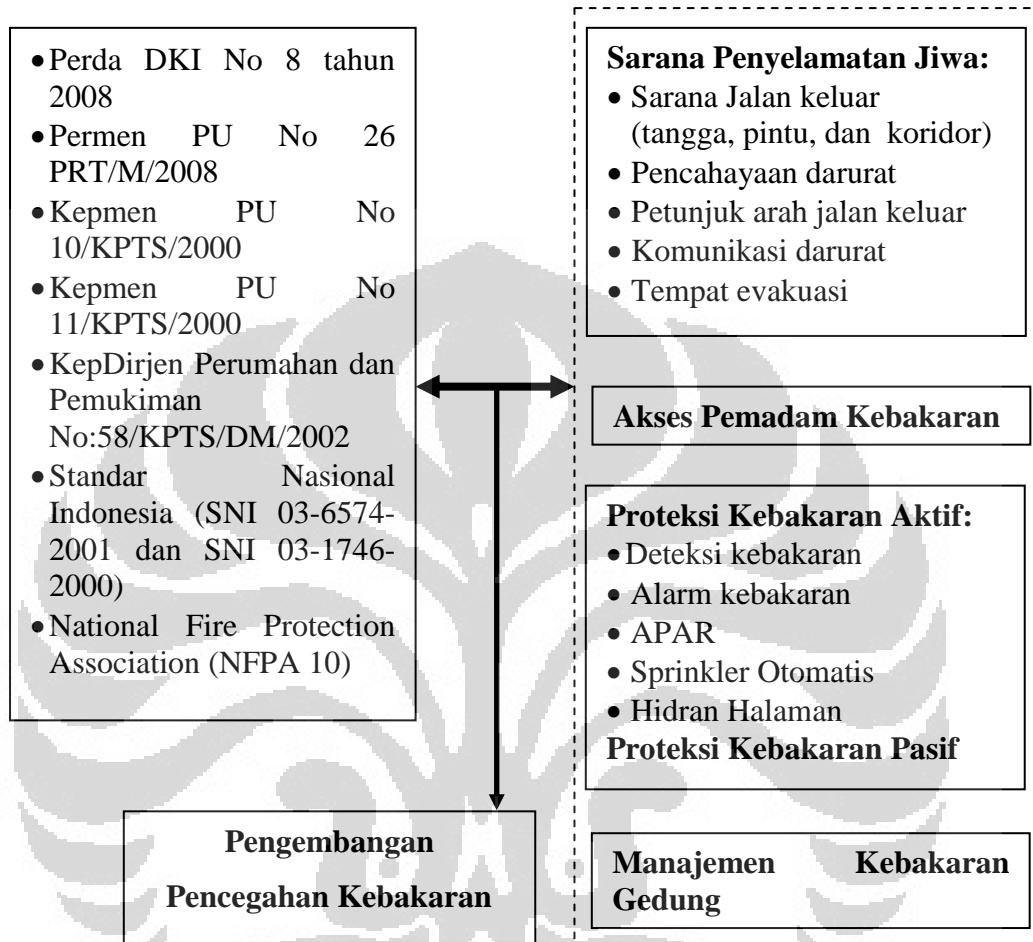 • Perda DKI No 8 tahun
2008
• Permen PU No 26
PRT/M/2008
• Kepmen PU No
10/KPTS/2000
• Kepmen PU No
11/KPTS/2000
• KepDirjen Perumahan dan
Pemukiman
No:58/KPTS/DM/2002
• Standar Nasional
Indonesia (SNI 03-6574-
2001 dan SNI 03-1746-
2000)
• National Fire Protection
Association (NFPA 10)
Sarana Penyelamatan Jiwa:
• Sarana Jalan keluar
(tangga, pintu, dan koridor)
• Pencahayaan darurat
• Petunjuk arah jalan keluar
• Komunikasi darurat
• Tempat evakuasi
Akses Pemadam Kebakaran
Proteksi Kebakaran Aktif:
• Deteksi kebakaran
• Alarm kebakaran
• APAR
• Sprinkler Otomatis
• Hidran Halaman
Proteksi Kebakaran Pasif
Manajemen Kebakaran
Gedung
Pengembangan
Pencegahan Kebakaran